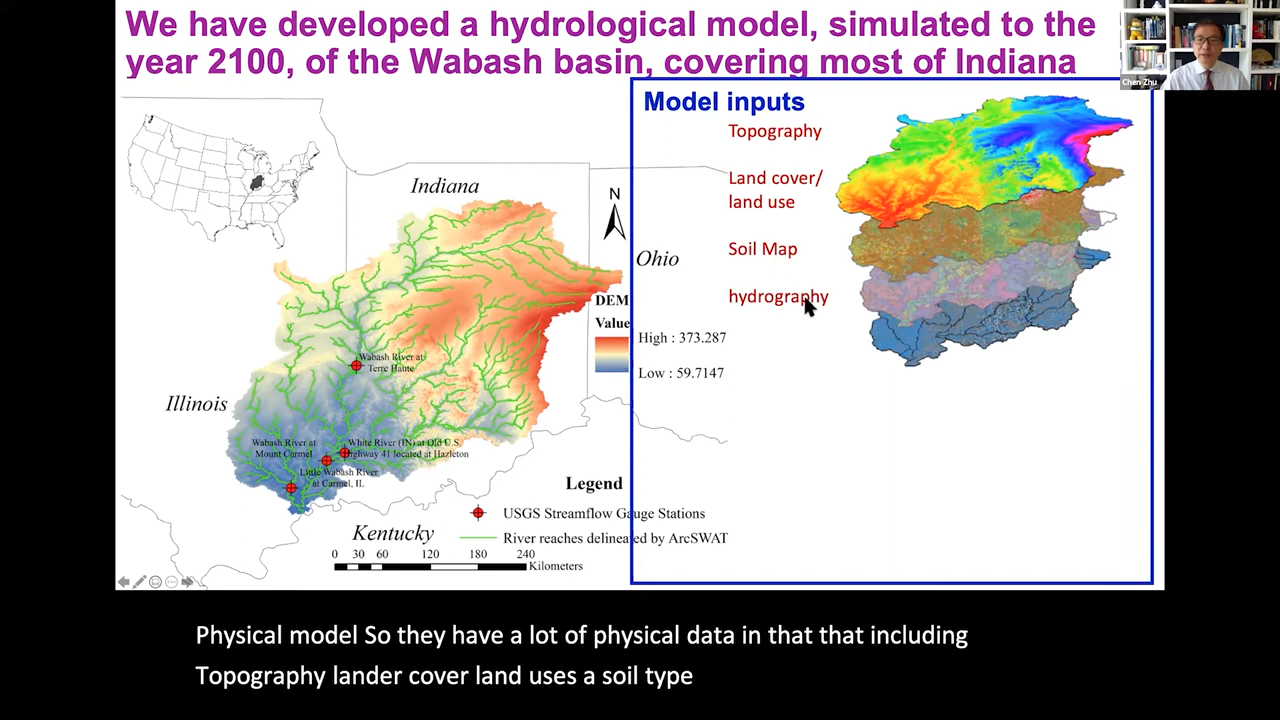 We have developed a hydrological model, simulated to the
year 2100, of the Wabash basin, covering most of Indiana
Chen Zhu
Model inputs
Topography
Land cover/
land use
Soil Map
hydrography
Indiana
N
Ohio
DEM
Value
High : 373.287
Low : 59.7147
Wabash River at
Terre Haute
Illinois
Wabash River at
Mount Carmel
White River (IN) at Old U.S.
Highway 41 located at Hazleton
Little Wabash River
at Carmel, IL
Legend
USGS Streamflow Gauge Stations
River reaches delineated by ArcSWAT
Kentucky
0 30 60 120 180 240
Kilometers
Physical model So they have a lot of physical data in that that including
Topography lander cover land uses a soil type